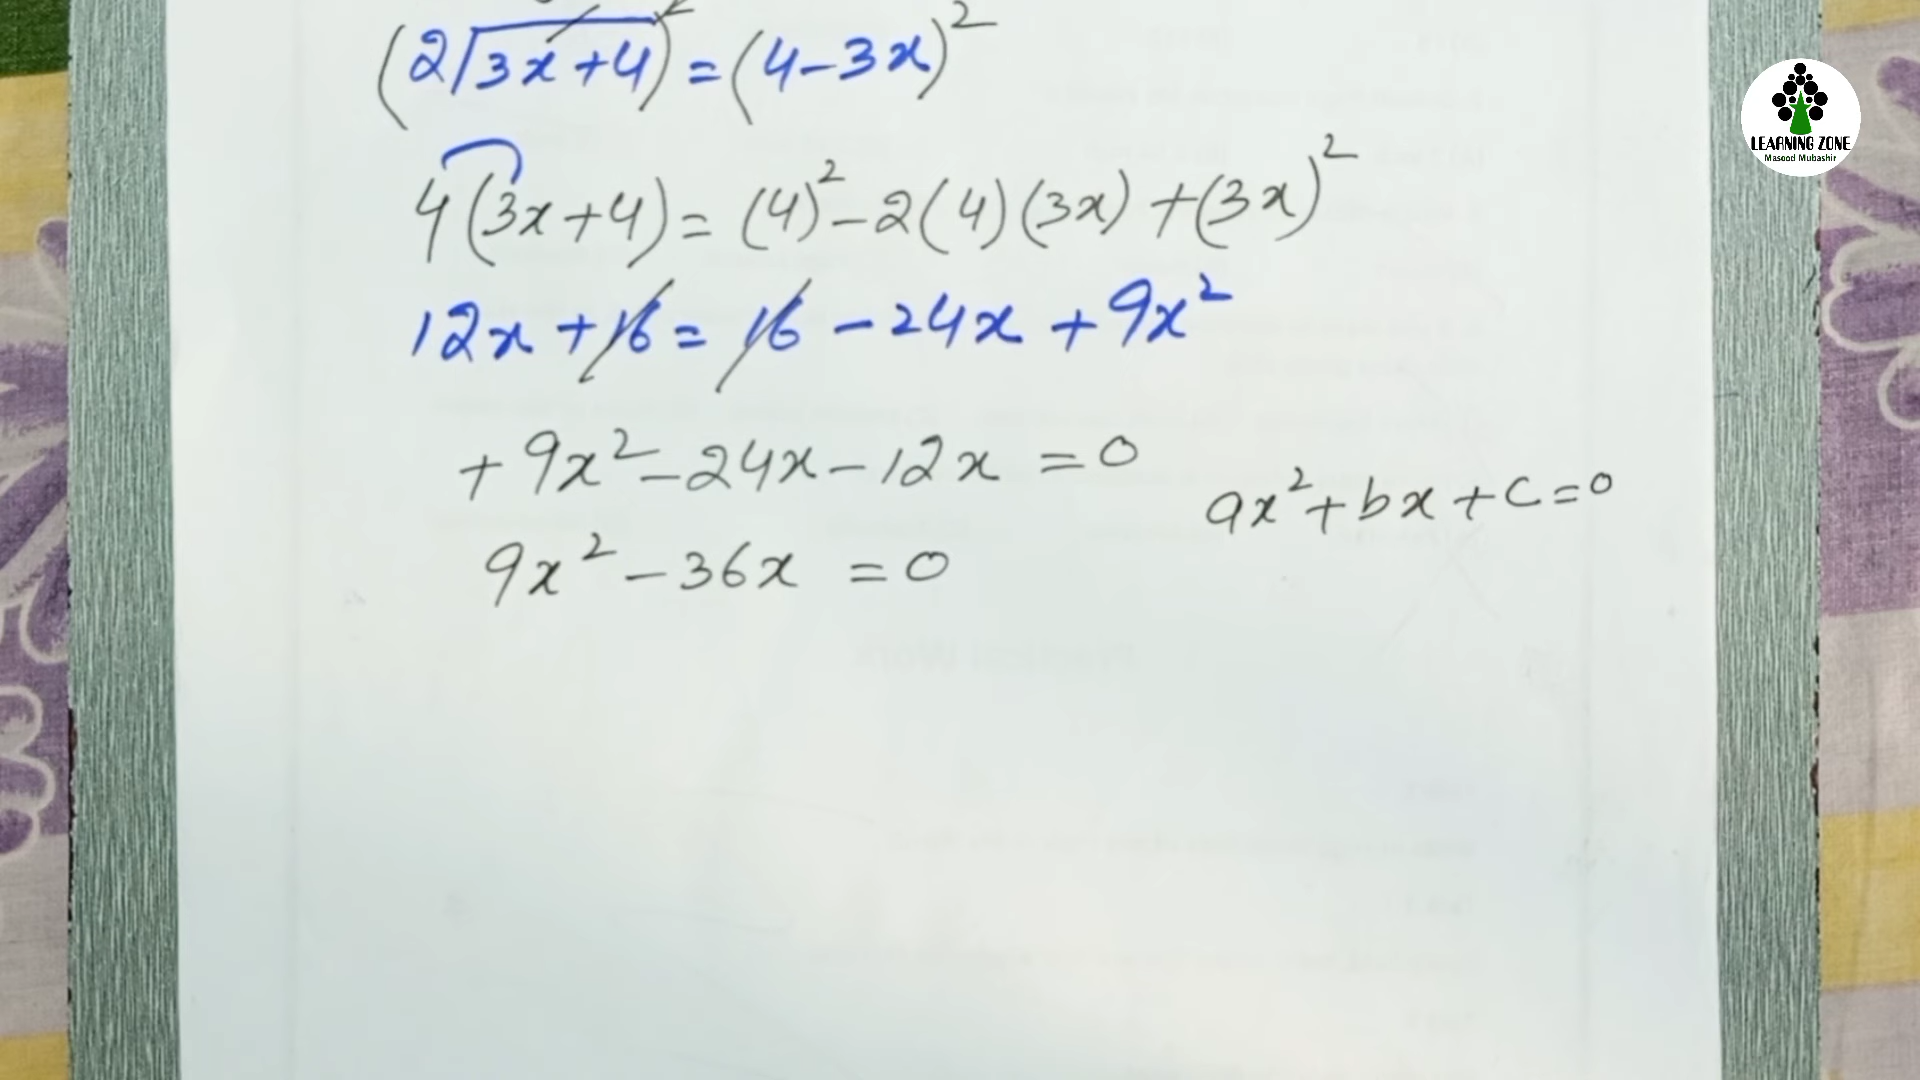 (2√3x+4)² = (4-3x)²
4(3x+4) = (4)² - 2(4)(3x) + (3x)²
12x + 16 = 16 - 24x + 9x²
+ 9x² - 24x - 12x = 0
ax² + bx + c = 0
9x² - 36x = 0
LEARNING ZONE
Masood Mubashir